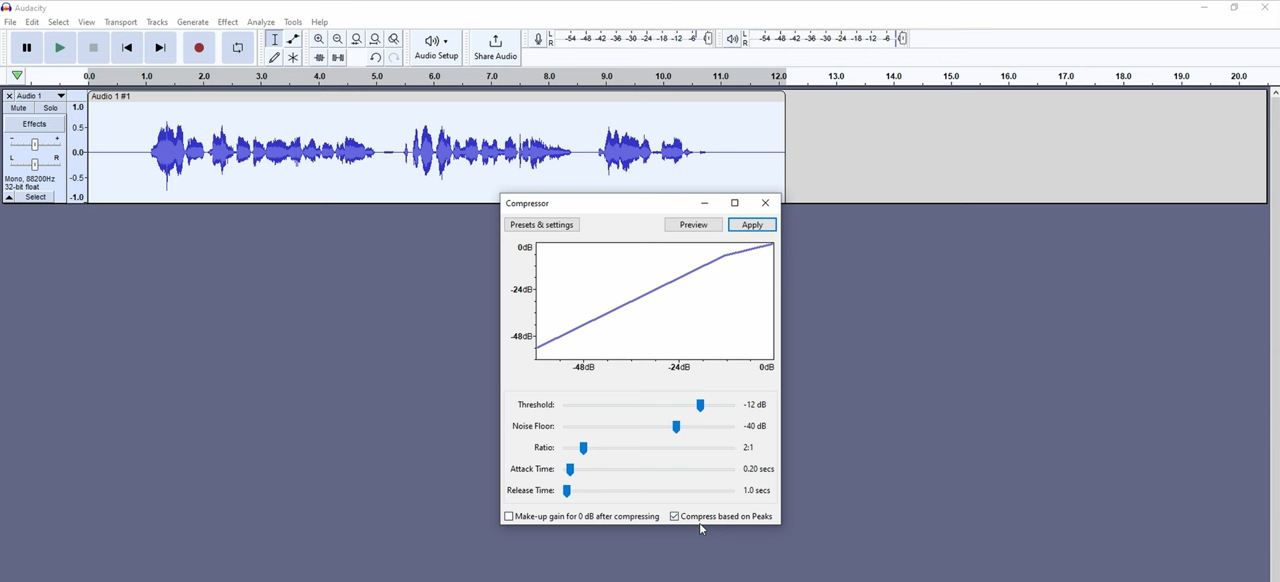 Audacity
File Edit Select View Transport Tracks Generate Effect Analyze Tools Help
L R -54 -48 -42 -36 -30 -24 -18 -12 -6 L R -54 -48 -42 -36 -30 -24 -18 -12 -6
Audio Setup Share Audio
0.0 1.0 2.0 3.0 4.0 5.0 6.0 7.0 8.0 9.0 10.0 11.0 12.0 13.0 14.0 15.0 16.0 17.0 18.0 19.0 20.0
Audio 1 1.0 Audio 1 #1
Mute Solo
Effects 0.5
- +
0.0
L R
Mono, 88200Hz
32-bit float
-0.5
Select -1.0
Compressor
Presets & settings Preview Apply
0dB
-24dB
-48dB
-48dB -24dB 0dB
Threshold: -12 dB
Noise Floor: -40 dB
Ratio: 2:1
Attack Time: 0.20 secs
Release Time: 1.0 secs
Make-up gain for 0 dB after compressing Compress based on Peaks